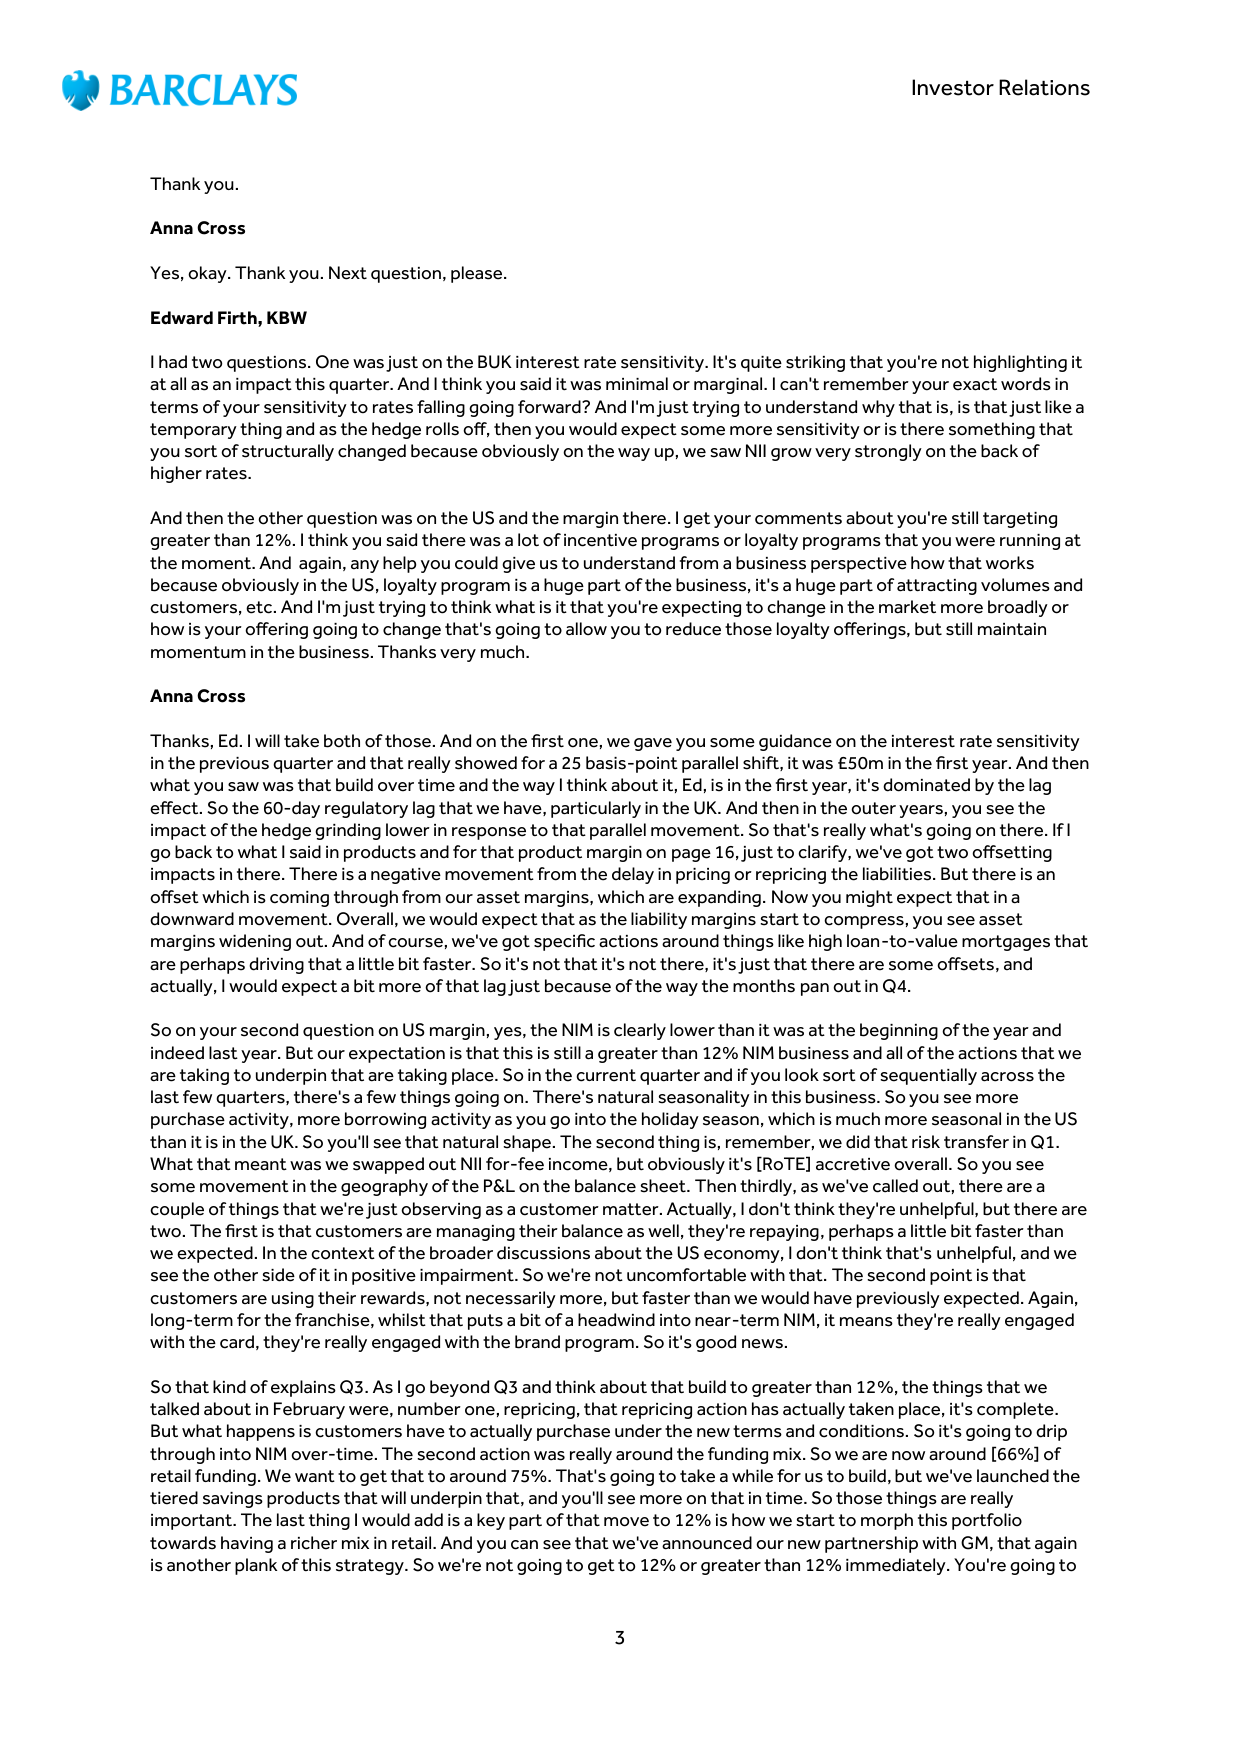 BARCLAYS
Investor Relations
Thank you.
Anna Cross
Yes, okay. Thank you. Next question, please.
Edward Firth, KBW
I had two questions. One was just on the BUK interest rate sensitivity. It's quite striking that you're not highlighting it
at all as an impact this quarter. And I think you said it was minimal or marginal. I can't remember your exact words in
terms of your sensitivity to rates falling going forward? And I'm just trying to understand why that is, is that just like a
temporary thing and as the hedge rolls off, then you would expect some more sensitivity or is there something that
you sort of structurally changed because obviously on the way up, we saw NII grow very strongly on the back of
higher rates.
And then the other question was on the US and the margin there. I get your comments about you're still targeting
greater than 12%. I think you said there was a lot of incentive programs or loyalty programs that you were running at
the moment. And  again, any help you could give us to understand from a business perspective how that works
because obviously in the US, loyalty program is a huge part of the business, it's a huge part of attracting volumes and
customers, etc. And I'm just trying to think what is it that you're expecting to change in the market more broadly or
how is your offering going to change that's going to allow you to reduce those loyalty offerings, but still maintain
momentum in the business. Thanks very much.
Anna Cross
Thanks, Ed. I will take both of those. And on the first one, we gave you some guidance on the interest rate sensitivity
in the previous quarter and that really showed for a 25 basis-point parallel shift, it was £50m in the first year. And then
what you saw was that build over time and the way I think about it, Ed, is in the first year, it's dominated by the lag
effect. So the 60-day regulatory lag that we have, particularly in the UK. And then in the outer years, you see the
impact of the hedge grinding lower in response to that parallel movement. So that's really what's going on there. If I
go back to what I said in products and for that product margin on page 16, just to clarify, we've got two offsetting
impacts in there. There is a negative movement from the delay in pricing or repricing the liabilities. But there is an
offset which is coming through from our asset margins, which are expanding. Now you might expect that in a
downward movement. Overall, we would expect that as the liability margins start to compress, you see asset
margins widening out. And of course, we've got specific actions around things like high loan-to-value mortgages that
are perhaps driving that a little bit faster. So it's not that it's not there, it's just that there are some offsets, and
actually, I would expect a bit more of that lag just because of the way the months pan out in Q4.
So on your second question on US margin, yes, the NIM is clearly lower than it was at the beginning of the year and
indeed last year. But our expectation is that this is still a greater than 12% NIM business and all of the actions that we
are taking to underpin that are taking place. So in the current quarter and if you look sort of sequentially across the
last few quarters, there's a few things going on. There's natural seasonality in this business. So you see more
purchase activity, more borrowing activity as you go into the holiday season, which is much more seasonal in the US
than it is in the UK. So you'll see that natural shape. The second thing is, remember, we did that risk transfer in Q1.
What that meant was we swapped out NII for-fee income, but obviously it's [RoTE] accretive overall. So you see
some movement in the geography of the P&L on the balance sheet. Then thirdly, as we've called out, there are a
couple of things that we're just observing as a customer matter. Actually, I don't think they're unhelpful, but there are
two. The first is that customers are managing their balance as well, they're repaying, perhaps a little bit faster than
we expected. In the context of the broader discussions about the US economy, I don't think that's unhelpful, and we
see the other side of it in positive impairment. So we're not uncomfortable with that. The second point is that
customers are using their rewards, not necessarily more, but faster than we would have previously expected. Again,
long-term for the franchise, whilst that puts a bit of a headwind into near-term NIM, it means they're really engaged
with the card, they're really engaged with the brand program. So it's good news.
So that kind of explains Q3. As I go beyond Q3 and think about that build to greater than 12%, the things that we
talked about in February were, number one, repricing, that repricing action has actually taken place, it's complete.
But what happens is customers have to actually purchase under the new terms and conditions. So it's going to drip
through into NIM over-time. The second action was really around the funding mix. So we are now around [66%] of
retail funding. We want to get that to around 75%. That's going to take a while for us to build, but we've launched the
tiered savings products that will underpin that, and you'll see more on that in time. So those things are really
important. The last thing I would add is a key part of that move to 12% is how we start to morph this portfolio
towards having a richer mix in retail. And you can see that we've announced our new partnership with GM, that again
is another plank of this strategy. So we're not going to get to 12% or greater than 12% immediately. You're going to
3